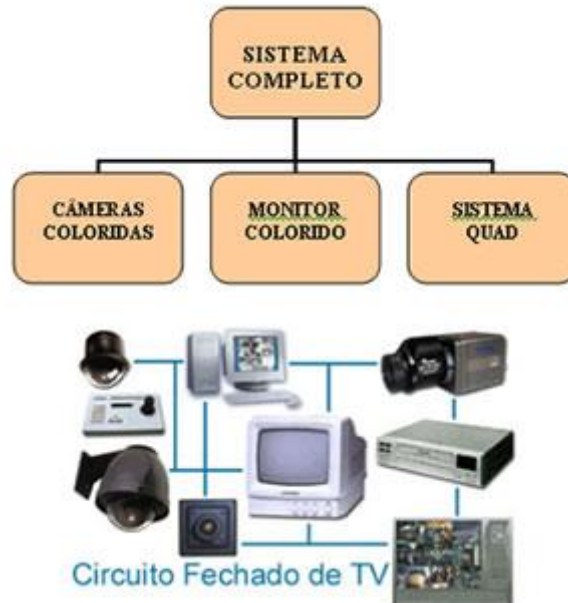 SISTEMA
COMPLETO
CÂMERAS
COLORIDAS
MONITOR
COLORIDO
SISTEMA
QUAD
Circuito Fechado de TV